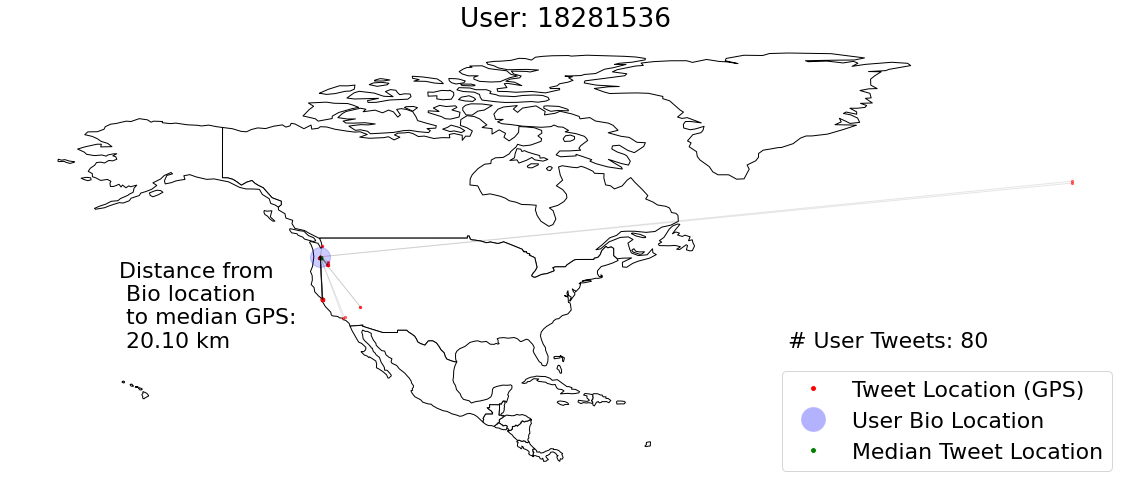 User: 18281536
Distance from
Bio location
to median GPS:
20.10 km
# User Tweets: 80
Tweet Location (GPS)
User Bio Location
Median Tweet Location